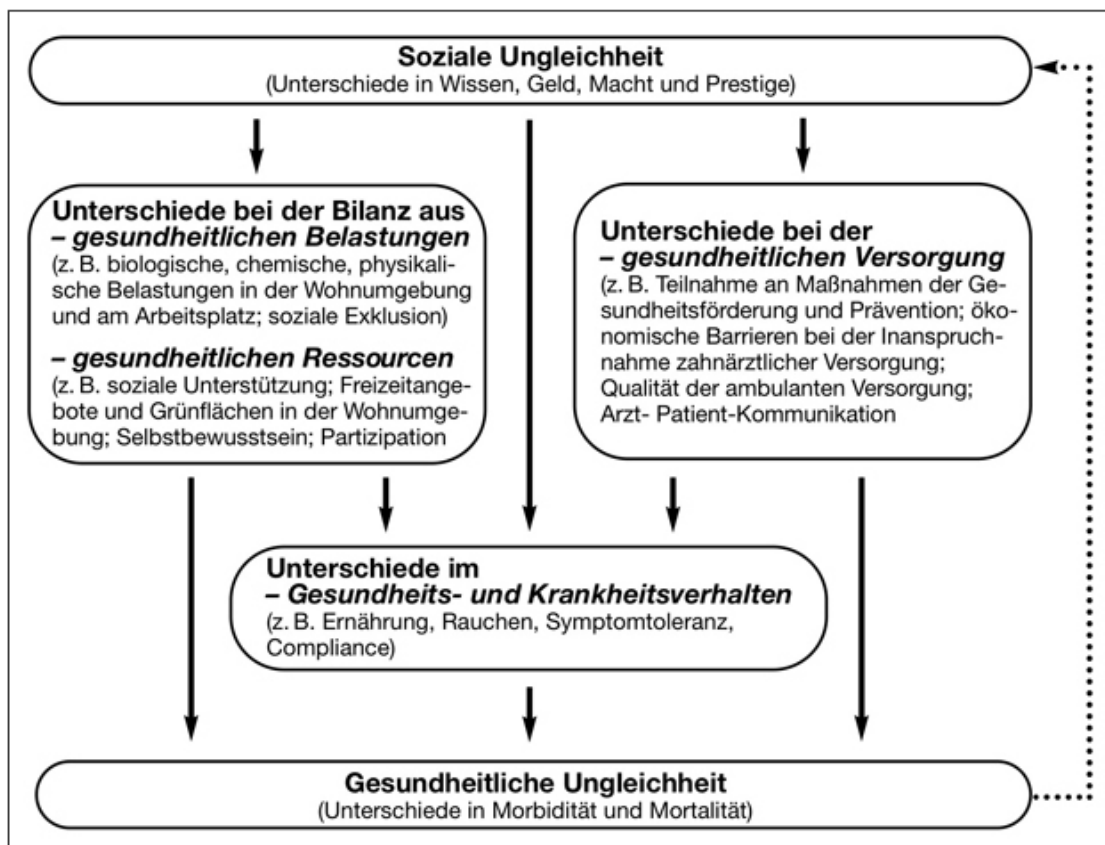 Soziale Ungleichheit
(Unterschiede in Wissen, Geld, Macht und Prestige)
Unterschiede bei der Bilanz aus
– gesundheitlichen Belastungen
(z. B. biologische, chemische, physikali-
sche Belastungen in der Wohnumgebung
und am Arbeitsplatz; soziale Exklusion)
– gesundheitlichen Ressourcen
(z. B. soziale Unterstützung; Freizeitange-
bote und Grünflächen in der Wohnumge-
bung; Selbstbewusstsein; Partizipation
Unterschiede bei der
– gesundheitlichen Versorgung
(z. B. Teilnahme an Maßnahmen der Ge-
sundheitsförderung und Prävention; öko-
nomische Barrieren bei der Inanspruch-
nahme zahnärztlicher Versorgung;
Qualität der ambulanten Versorgung;
Arzt- Patient-Kommunikation
Unterschiede im
– Gesundheits- und Krankheitsverhalten
(z. B. Ernährung, Rauchen, Symptomtoleranz,
Compliance)
Gesundheitliche Ungleichheit
(Unterschiede in Morbidität und Mortalität)